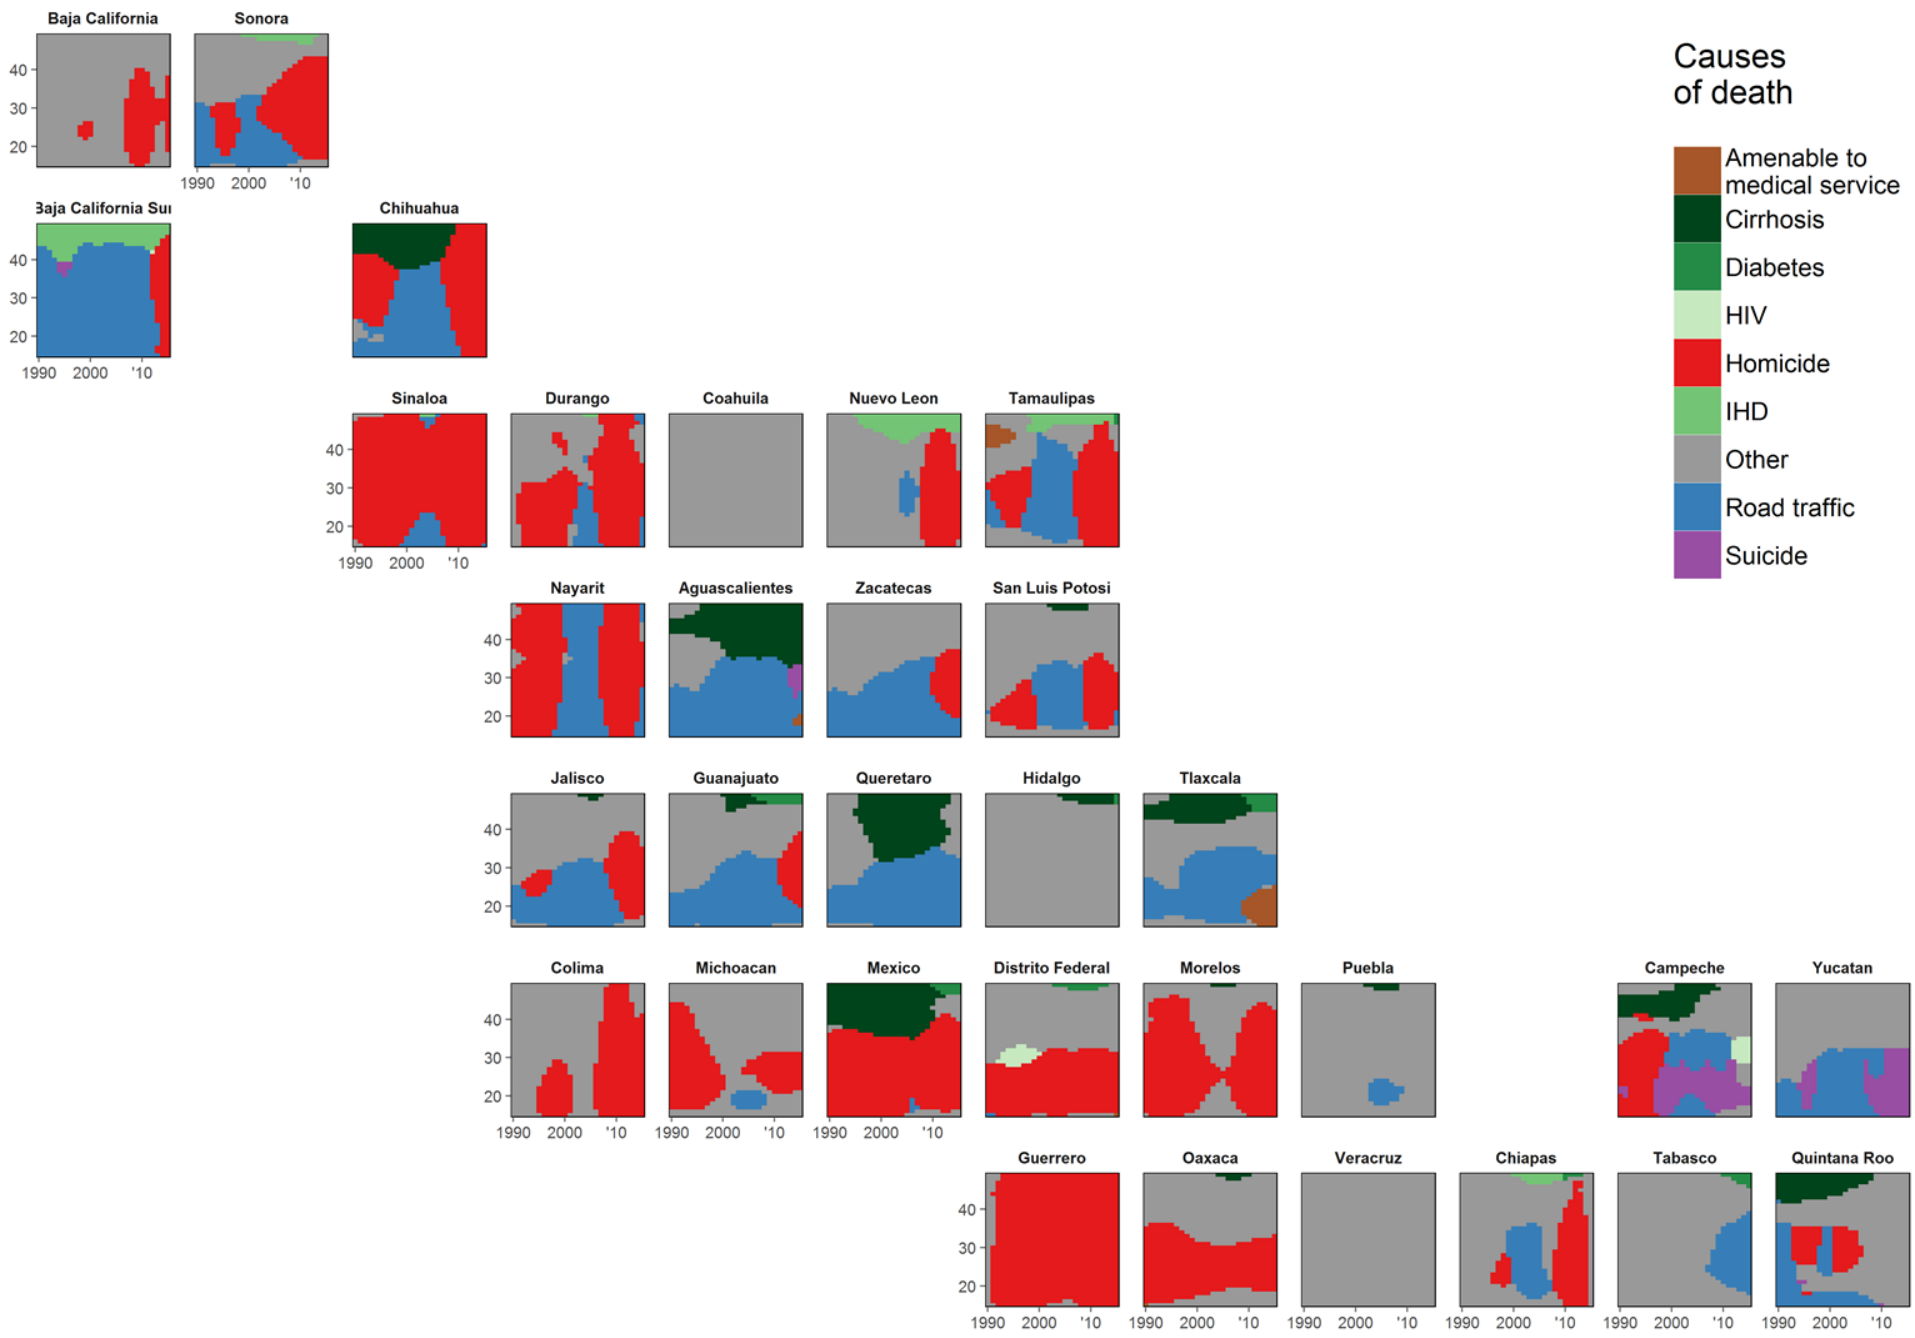 Baja California
Sonora
40
30
20
1990 2000 '10
Causes
of death
Amenable to
medical service
Cirrhosis
Diabetes
HIV
Homicide
IHD
Other
Road traffic
Suicide
Baja California Sur
Chihuahua
40
30
20
1990 2000 '10
Sinaloa
Durango
Coahuila
Nuevo Leon
Tamaulipas
40
30
20
1990 2000 '10
Nayarit
Aguascalientes
Zacatecas
San Luis Potosi
40
30
20
Jalisco
Guanajuato
Queretaro
Hidalgo
Tlaxcala
40
30
20
Colima
Michoacan
Mexico
Distrito Federal
Morelos
Puebla
Campeche
Yucatan
40
30
20
1990 2000 '10
1990 2000 '10
1990 2000 '10
Guerrero
Oaxaca
Veracruz
Chiapas
Tabasco
Quintana Roo
40
30
20
1990 2000 '10
1990 2000 '10
1990 2000 '10
1990 2000 '10
1990 2000 '10
1990 2000 '10